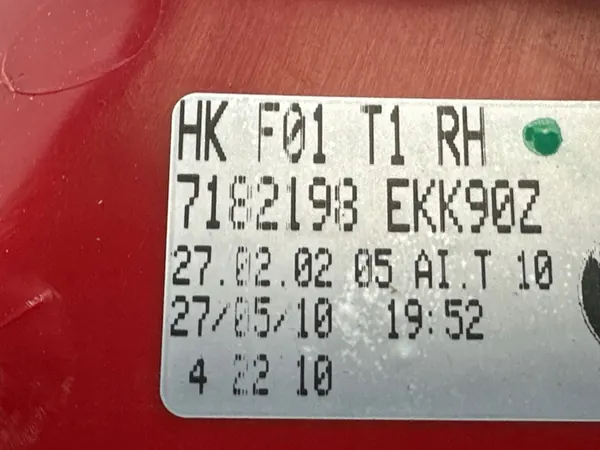 HK F01 T1 RH
7182198 EKK90Z
27.02.02 05 AI.T 10
27/05/10 19:52
4 22 10